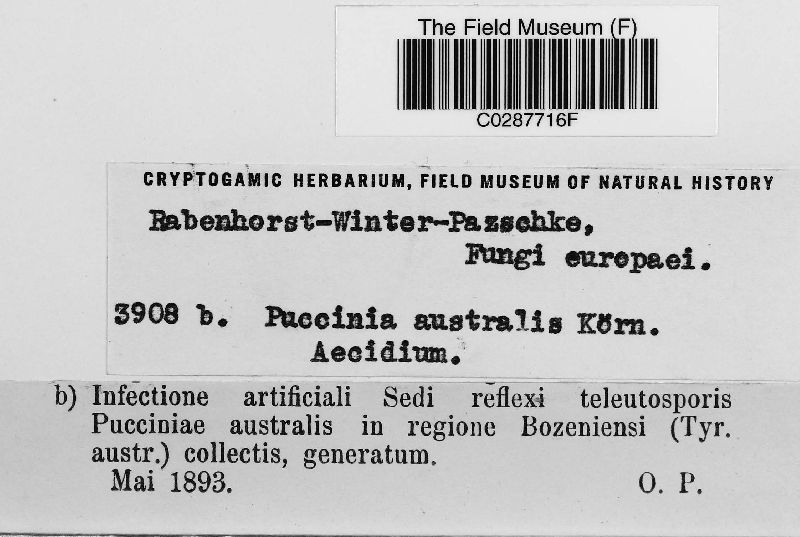 The Field Museum (F)
C0287716F
CRYPTOGAMIC HERBARIUM, FIELD MUSEUM OF NATURAL HISTORY
Rabenhorst-Winter-Pazschke,
Fungi europaei.
3908 b. Puccinia australis Körn.
Aecidium.
b) Infectione artificiali Sedi reflexi teleutosporis
Pucciniae australis in regione Bozeniensi (Tyr.
austr.) collectis, generatum.
Mai 1893. O. P.